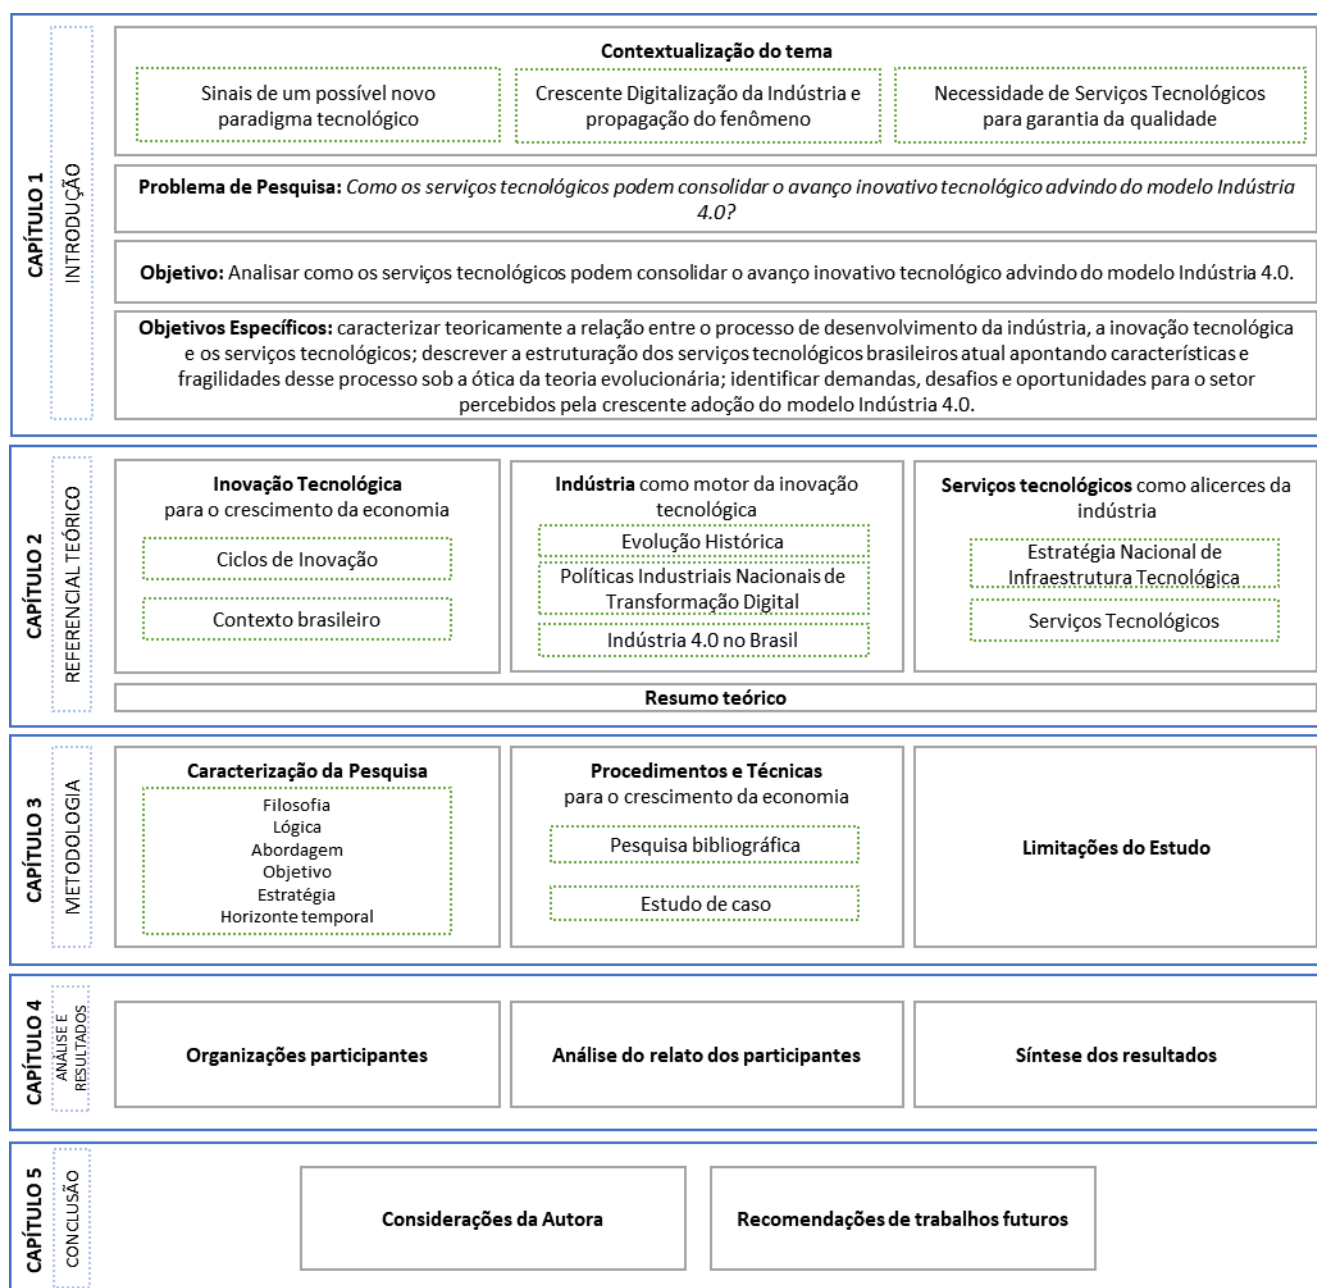 CAPÍTULO 1
INTRODUÇÃO
Contextualização do tema
Sinais de um possível novo
paradigma tecnológico
Crescente Digitalização da Indústria e
propagação do fenômeno
Necessidade de Serviços Tecnológicos
para garantia da qualidade
Problema de Pesquisa: Como os serviços tecnológicos podem consolidar o avanço inovativo tecnológico advindo do modelo Indústria
4.0?
Objetivo: Analisar como os serviços tecnológicos podem consolidar o avanço inovativo tecnológico advindo do modelo Indústria 4.0.
Objetivos Específicos: caracterizar teoricamente a relação entre o processo de desenvolvimento da indústria, a inovação tecnológica
e os serviços tecnológicos; descrever a estruturação dos serviços tecnológicos brasileiros atual apontando características e
fragilidades desse processo sob a ótica da teoria evolucionária; identificar demandas, desafios e oportunidades para o setor
percebidos pela crescente adoção do modelo Indústria 4.0.
CAPÍTULO 2
REFERENCIAL TEÓRICO
Inovação Tecnológica
para o crescimento da economia
Ciclos de Inovação
Contexto brasileiro
Indústria como motor da inovação
tecnológica
Evolução Histórica
Políticas Industriais Nacionais de
Transformação Digital
Indústria 4.0 no Brasil
Serviços tecnológicos como alicerces da
indústria
Estratégia Nacional de
Infraestrutura Tecnológica
Serviços Tecnológicos
Resumo teórico
CAPÍTULO 3
METODOLOGIA
Caracterização da Pesquisa
Filosofia
Lógica
Abordagem
Objetivo
Estratégia
Horizonte temporal
Procedimentos e Técnicas
para o crescimento da economia
Pesquisa bibliográfica
Estudo de caso
Limitações do Estudo
CAPÍTULO 4
ANÁLISE E
RESULTADOS
Organizações participantes
Análise do relato dos participantes
Síntese dos resultados
CAPÍTULO 5
CONCLUSÃO
Considerações da Autora
Recomendações de trabalhos futuros